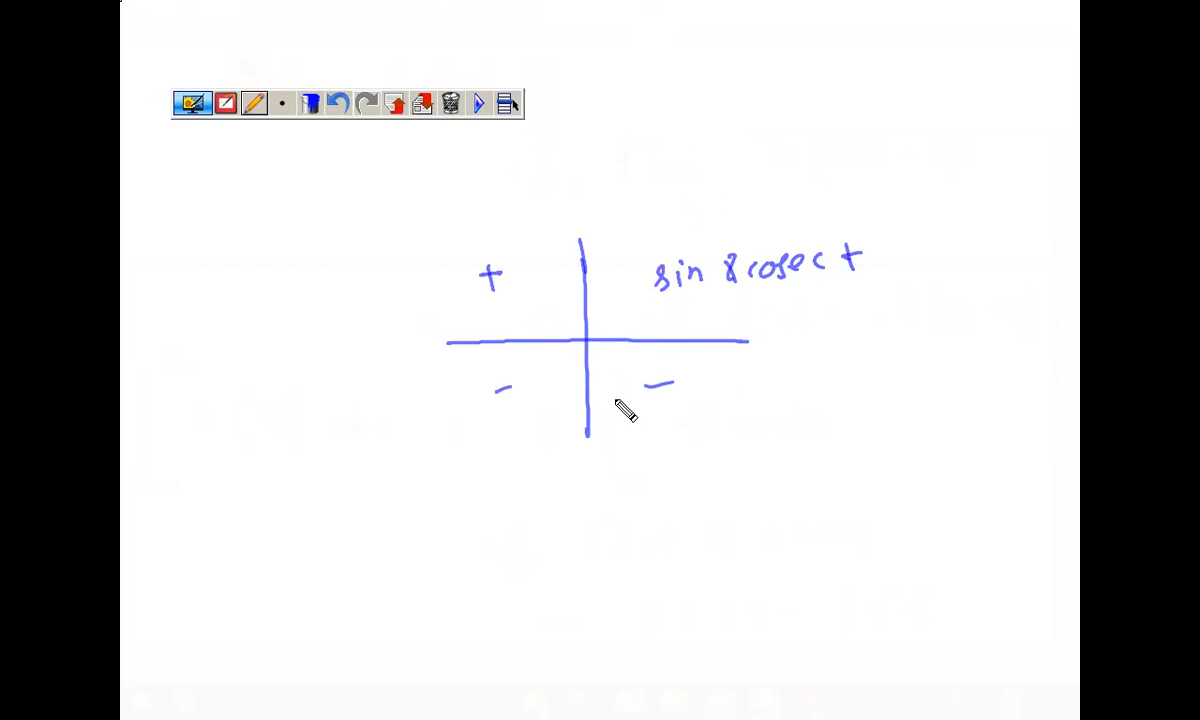 + sin & cosec +
- -